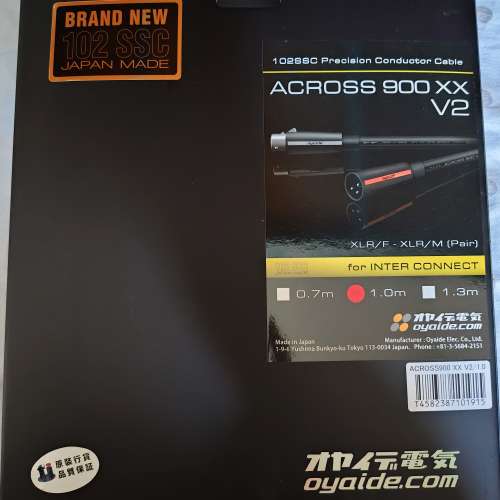 BRAND NEW
102 SSC
JAPAN MADE
102SSC Precision Conductor Cable
ACROSS 900 XX
V2
XLR/F - XLR/M (Pair)
for INTER CONNECT
0.7m
1.0m
1.3m
オヤイデ電気
oyaide.com
Made in Japan
Manufacturer : Oyaide Elec. Co., Ltd.
1-9-6 Yushima Bunkyo-ku Tokyo 113-0034 Japan. Phone : +81-3-5684-2151
ACROSS900 XX V2/1.0
T4582387101915
原装行貨
品質保証
オヤイデ電気
oyaide.com